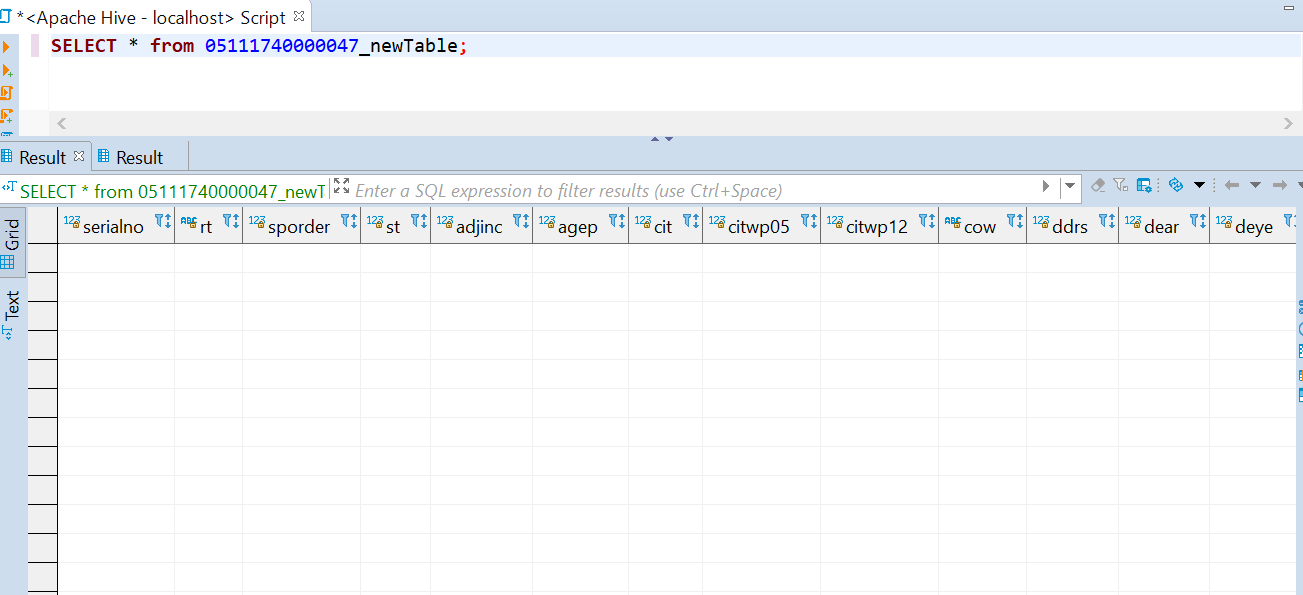 *<Apache Hive - localhost> Script
SELECT * from 05111740000047_newTable;
Result Result
SELECT * from 05111740000047_newT Enter a SQL expression to filter results (use Ctrl+Space)
Grid
Text
123 serialno ABC rt 123 sporder 123 st 123 adjinc 123 agep 123 cit 123 citwp05 123 citwp12 ABC cow 123 ddrs 123 dear 123 deye